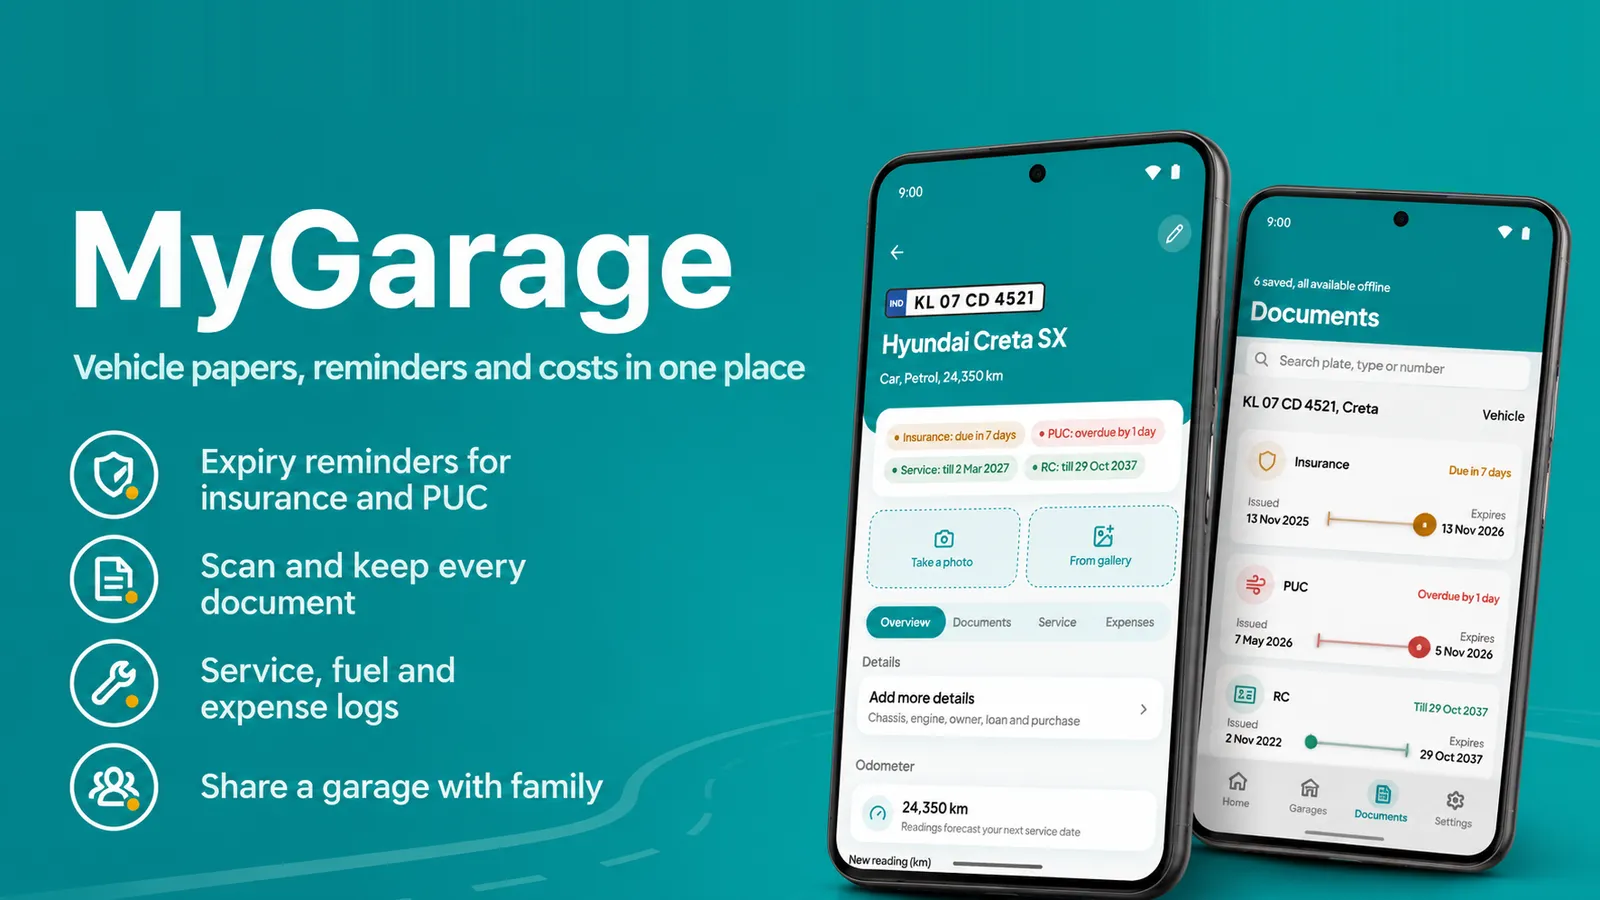 MyGarage
Vehicle papers, reminders and costs in one place
Expiry reminders for
insurance and PUC
Scan and keep every
document
Service, fuel and
expense logs
Share a garage with family
9:00
IND KL 07 CD 4521
Hyundai Creta SX
Car, Petrol, 24,350 km
Insurance: due in 7 days
PUC: overdue by 1 day
Service: till 2 Mar 2027
RC: till 29 Oct 2037
Take a photo
From gallery
Overview Documents Service Expenses
Details
Add more details
Chassis, engine, owner, loan and purchase
Odometer
24,350 km
Readings forecast your next service date
New reading (km)
9:00
6 saved, all available offline
Documents
Search plate, type or number
KL 07 CD 4521, Creta Vehicle
Insurance Due in 7 days
Issued Expires
13 Nov 2025 13 Nov 2026
PUC Overdue by 1 day
Issued Expires
7 May 2026 5 Nov 2026
RC Till 29 Oct 2037
Issued Expires
2 Nov 2022 29 Oct 2037
Home Garages Documents Settings